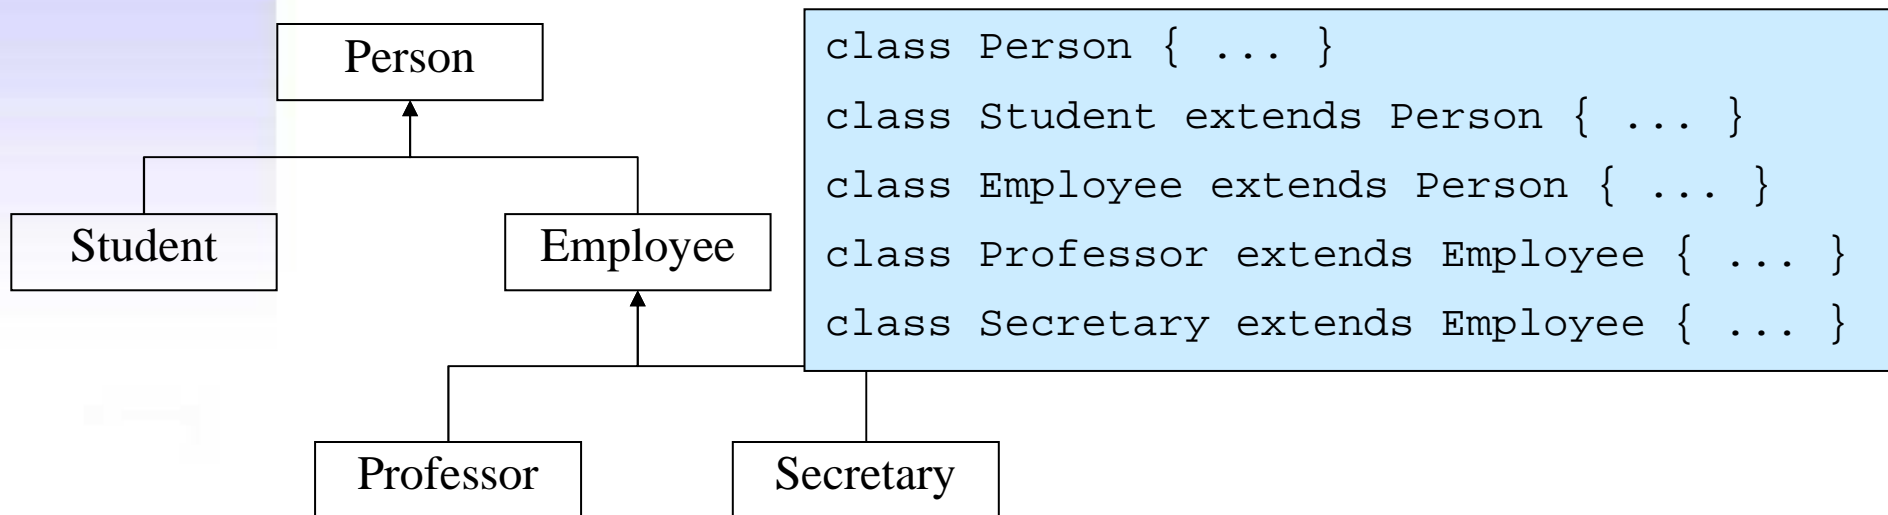 Person
Student
Employee
Professor
Secretary
class Person { ... }
class Student extends Person { ... }
class Employee extends Person { ... }
class Professor extends Employee { ... }
class Secretary extends Employee { ... }